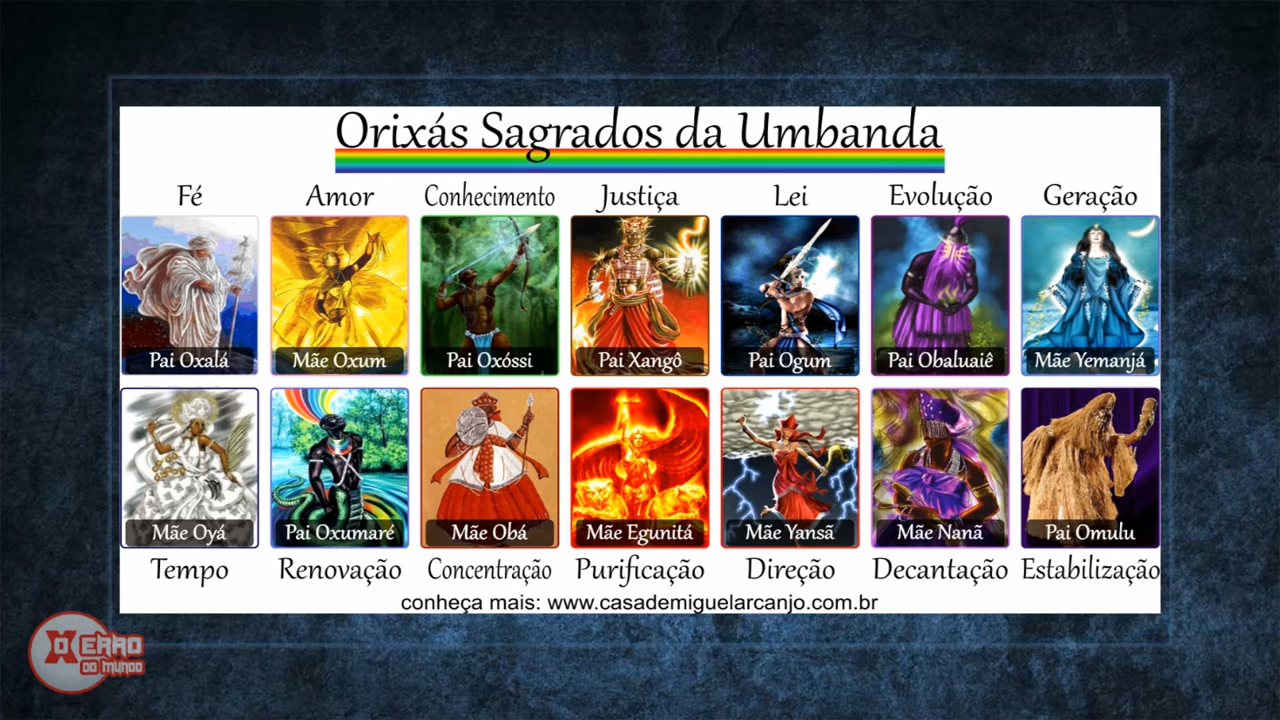 Orixás Sagrados da Umbanda
Fé Amor Conhecimento Justiça Lei Evolução Geração
Pai Oxalá Mãe Oxum Pai Oxóssi Pai Xangô Pai Ogum Pai Obaluaiê Mãe Yemanjá
Mãe Oyá Pai Oxumaré Mãe Obá Mãe Egunitá Mãe Yansã Mãe Nanã Pai Omulu
Tempo Renovação Concentração Purificação Direção Decantação Estabilização
conheça mais: www.casademiguelarcanjo.com.br
X O ERRO
DO MUNDO